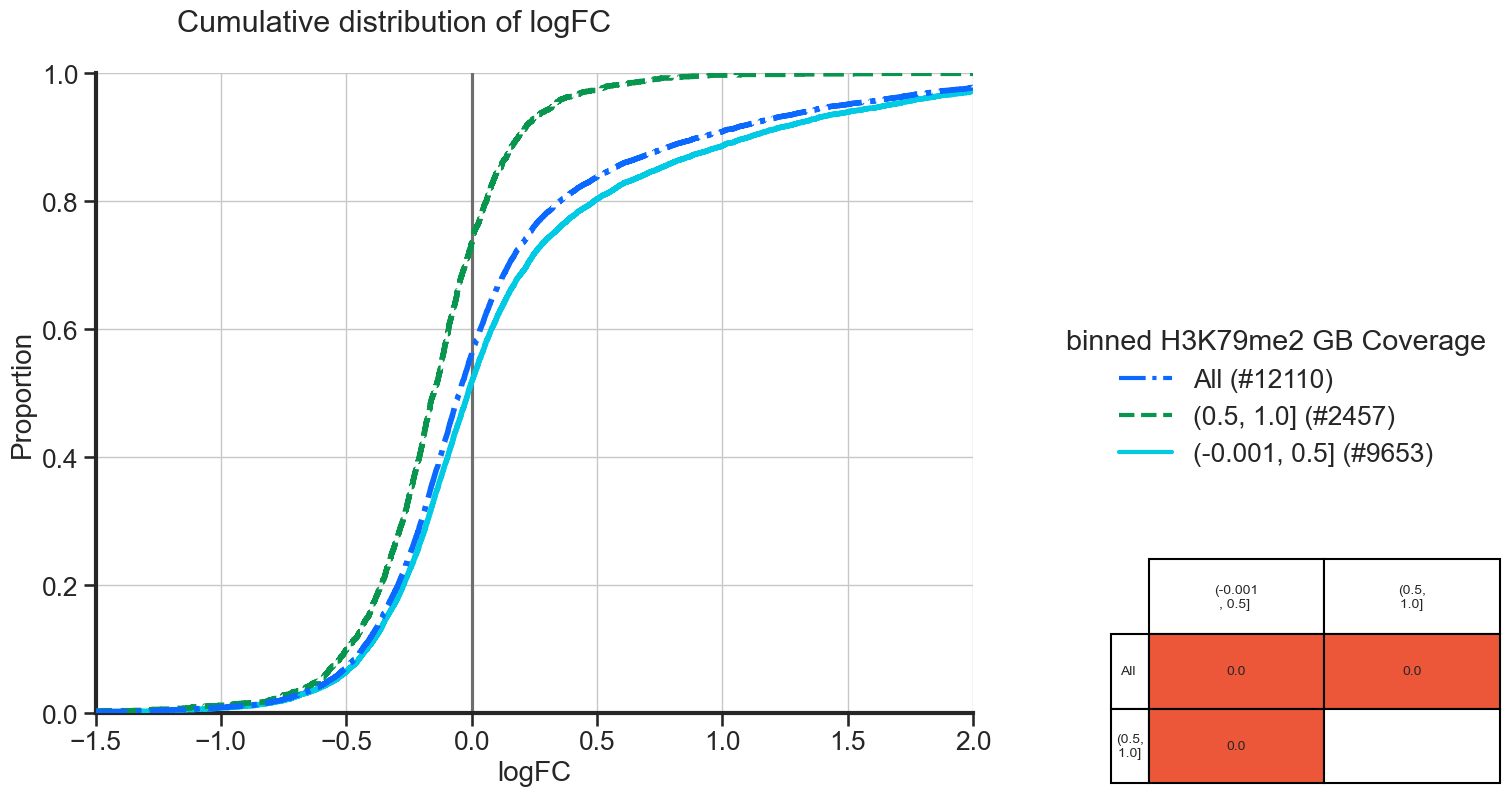 Cumulative distribution of logFC
1.0
0.8
0.6
0.4
0.2
0.0
Proportion
−1.5
−1.0
−0.5
0.0
0.5
1.0
1.5
2.0
logFC
binned H3K79me2 GB Coverage
All (#12110)
(0.5, 1.0] (#2457)
(-0.001, 0.5] (#9653)
(-0.001
, 0.5]
(0.5,
1.0]
All
0.0
0.0
(0.5,
1.0]
0.0